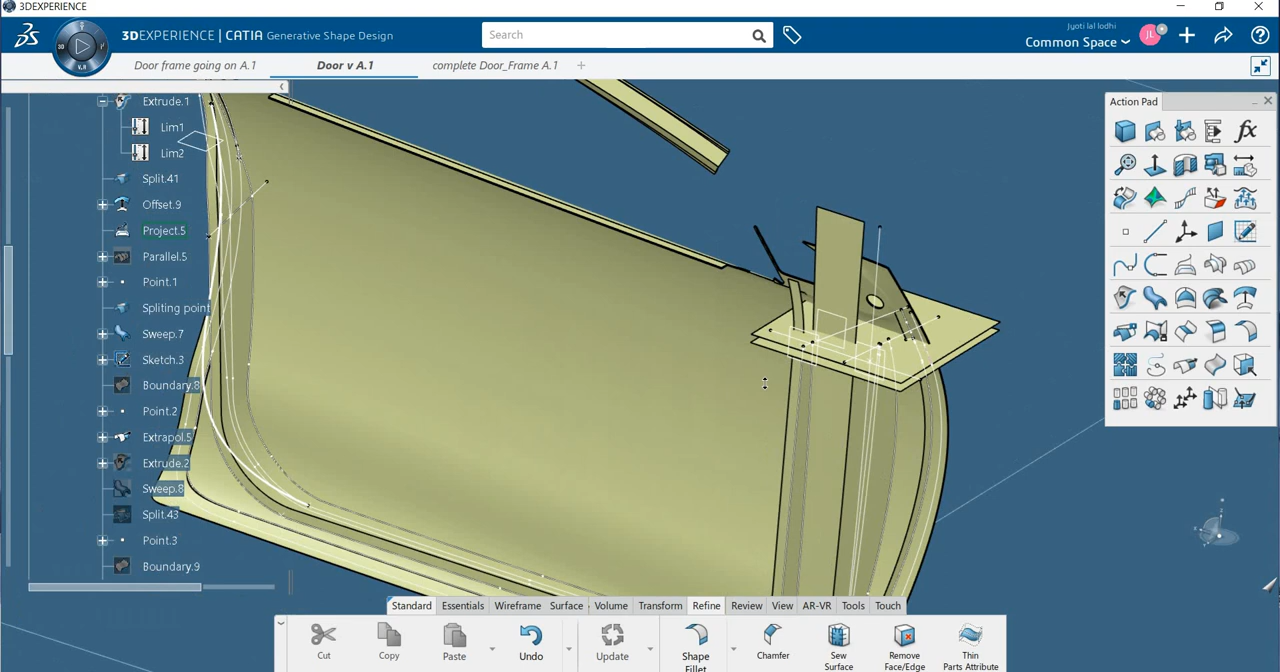 3DEXPERIENCE
3DEXPERIENCE | CATIA Generative Shape Design
Search
Jyoti lal lodhi
Common Space
JL
3D
V.R
Door frame going on A.1
Door v A.1
complete Door_Frame A.1
Action Pad
fx
Extrude.1
Lim1
Lim2
Split.41
Offset.9
Project.5
Parallel.5
Point.1
Spliting point
Sweep.7
Sketch.3
Boundary.8
Point.2
Extrapol.5
Extrude.2
Sweep.8
Split.43
Point.3
Boundary.9
Standard Essentials Wireframe Surface Volume Transform Refine Review View AR-VR Tools Touch
Cut Copy Paste Undo Update Shape Fillet Chamfer Sew Surface Remove Face/Edge Thin Parts Attribute